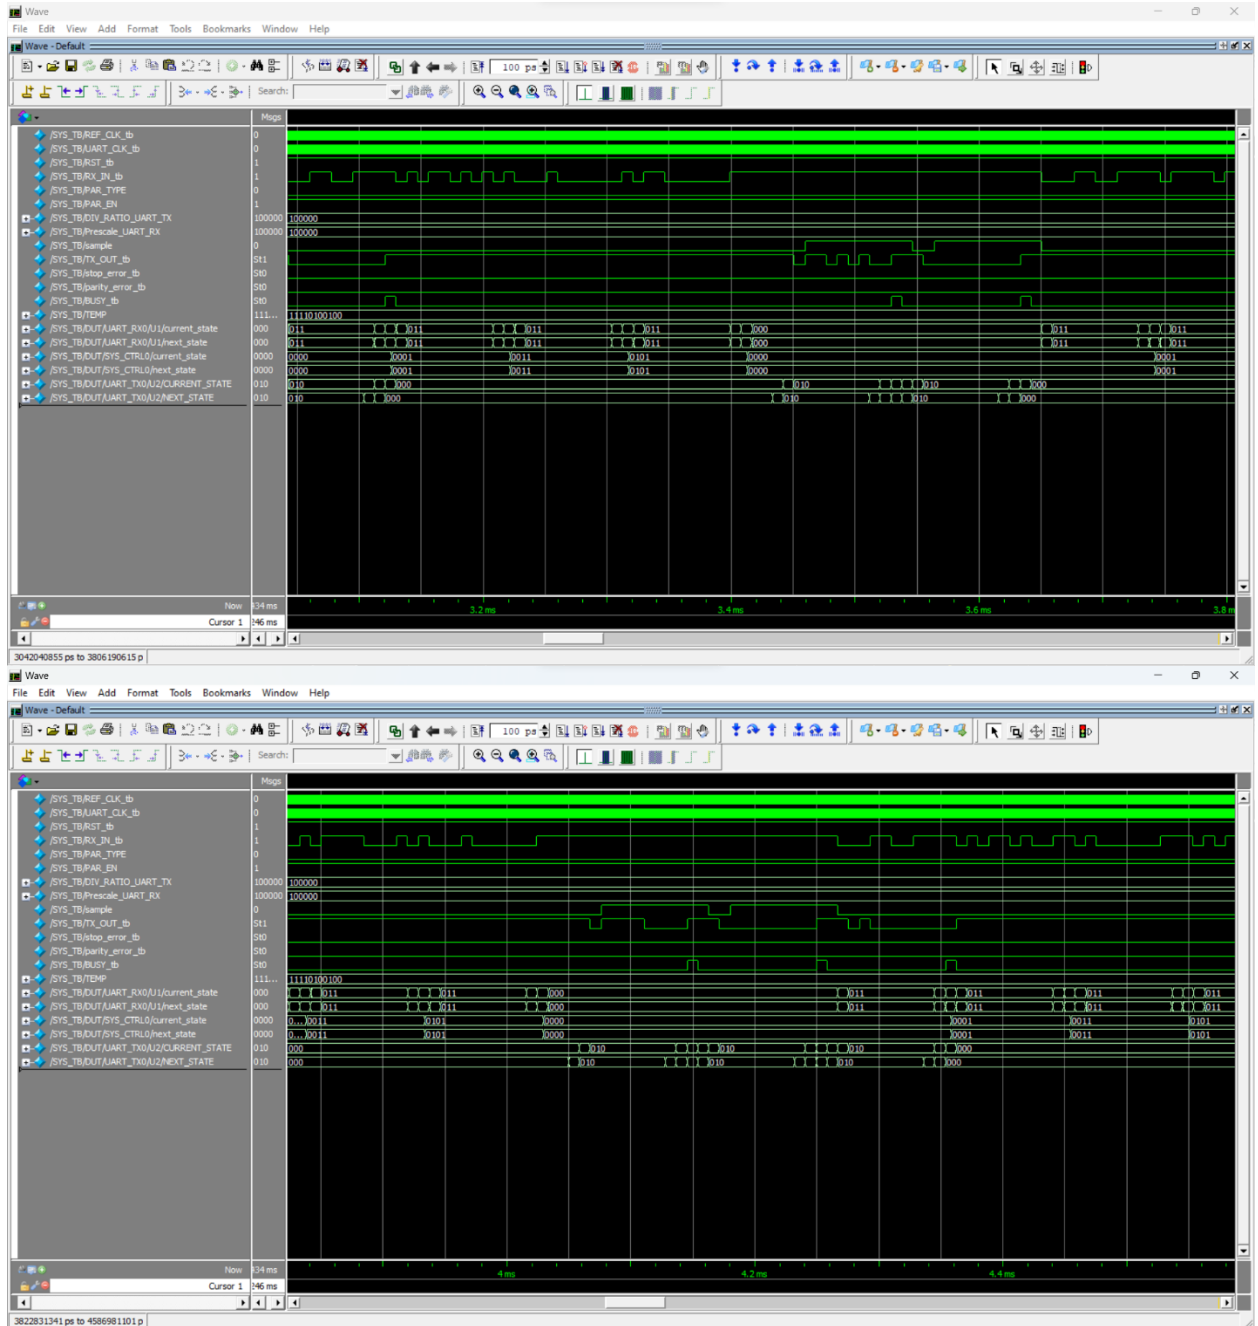 Wave
File Edit View Add Format Tools Bookmarks Window Help
Wave - Default
100 ps
Search:
Msgs
/SYS_TB/REF_CLK_tb 0
/SYS_TB/UART_CLK_tb 0
/SYS_TB/RST_tb 1
/SYS_TB/RX_IN_tb 1
/SYS_TB/PAR_TYPE 0
/SYS_TB/PAR_EN 1
/SYS_TB/DIV_RATIO_UART_TX 100000 100000
/SYS_TB/Prescale_UART_RX 100000 100000
/SYS_TB/sample 0
/SYS_TB/TX_OUT_tb St1
/SYS_TB/stop_error_tb St0
/SYS_TB/parity_error_tb St0
/SYS_TB/BUSY_tb St0
/SYS_TB/TEMP 111... 11110100100
/SYS_TB/DUT/UART_RX0/U1/current_state 000 011 011 011 011 000 011 011
/SYS_TB/DUT/UART_RX0/U1/next_state 000 011 011 011 011 000 011 011
/SYS_TB/DUT/SYS_CTRL0/current_state 0000 0000 0001 0011 0101 0000 0001
/SYS_TB/DUT/SYS_CTRL0/next_state 0000 0000 0001 0011 0101 0000 0001
/SYS_TB/DUT/UART_TX0/U2/CURRENT_STATE 010 010 000 010 010 000
/SYS_TB/DUT/UART_TX0/U2/NEXT_STATE 010 010 000 010 010 000
Now 434 ms
3.2 ms 3.4 ms 3.6 ms 3.8 m
Cursor 1 246 ms
3042040855 ps to 3806190615 p
Wave
File Edit View Add Format Tools Bookmarks Window Help
Wave - Default
100 ps
Search:
Msgs
/SYS_TB/REF_CLK_tb 0
/SYS_TB/UART_CLK_tb 0
/SYS_TB/RST_tb 1
/SYS_TB/RX_IN_tb 1
/SYS_TB/PAR_TYPE 0
/SYS_TB/PAR_EN 1
/SYS_TB/DIV_RATIO_UART_TX 100000 100000
/SYS_TB/Prescale_UART_RX 100000 100000
/SYS_TB/sample 0
/SYS_TB/TX_OUT_tb St1
/SYS_TB/stop_error_tb St0
/SYS_TB/parity_error_tb St0
/SYS_TB/BUSY_tb St0
/SYS_TB/TEMP 111... 11110100100
/SYS_TB/DUT/UART_RX0/U1/current_state 000 011 011 000 011 011 011 011
/SYS_TB/DUT/UART_RX0/U1/next_state 000 011 011 000 011 011 011 011
/SYS_TB/DUT/SYS_CTRL0/current_state 0000 0... 0011 0101 0000 0001 0011 0101
/SYS_TB/DUT/SYS_CTRL0/next_state 0000 0... 0011 0101 0000 0001 0011 0101
/SYS_TB/DUT/UART_TX0/U2/CURRENT_STATE 010 000 010 010 010 000
/SYS_TB/DUT/UART_TX0/U2/NEXT_STATE 010 000 010 010 010 000
Now 434 ms
4 ms 4.2 ms 4.4 ms
Cursor 1 246 ms
3822831341 ps to 4586981101 p